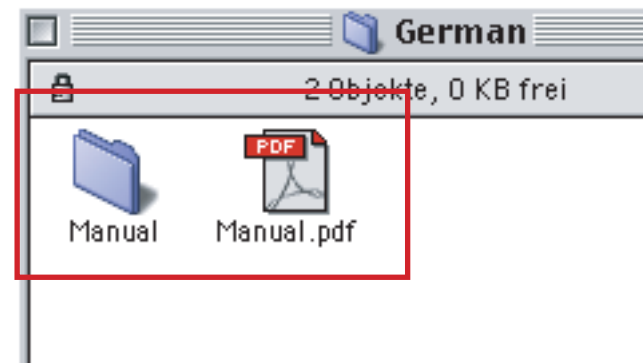 German
2 Objekte, 0 KB frei
PDF
Manual
Manual.pdf